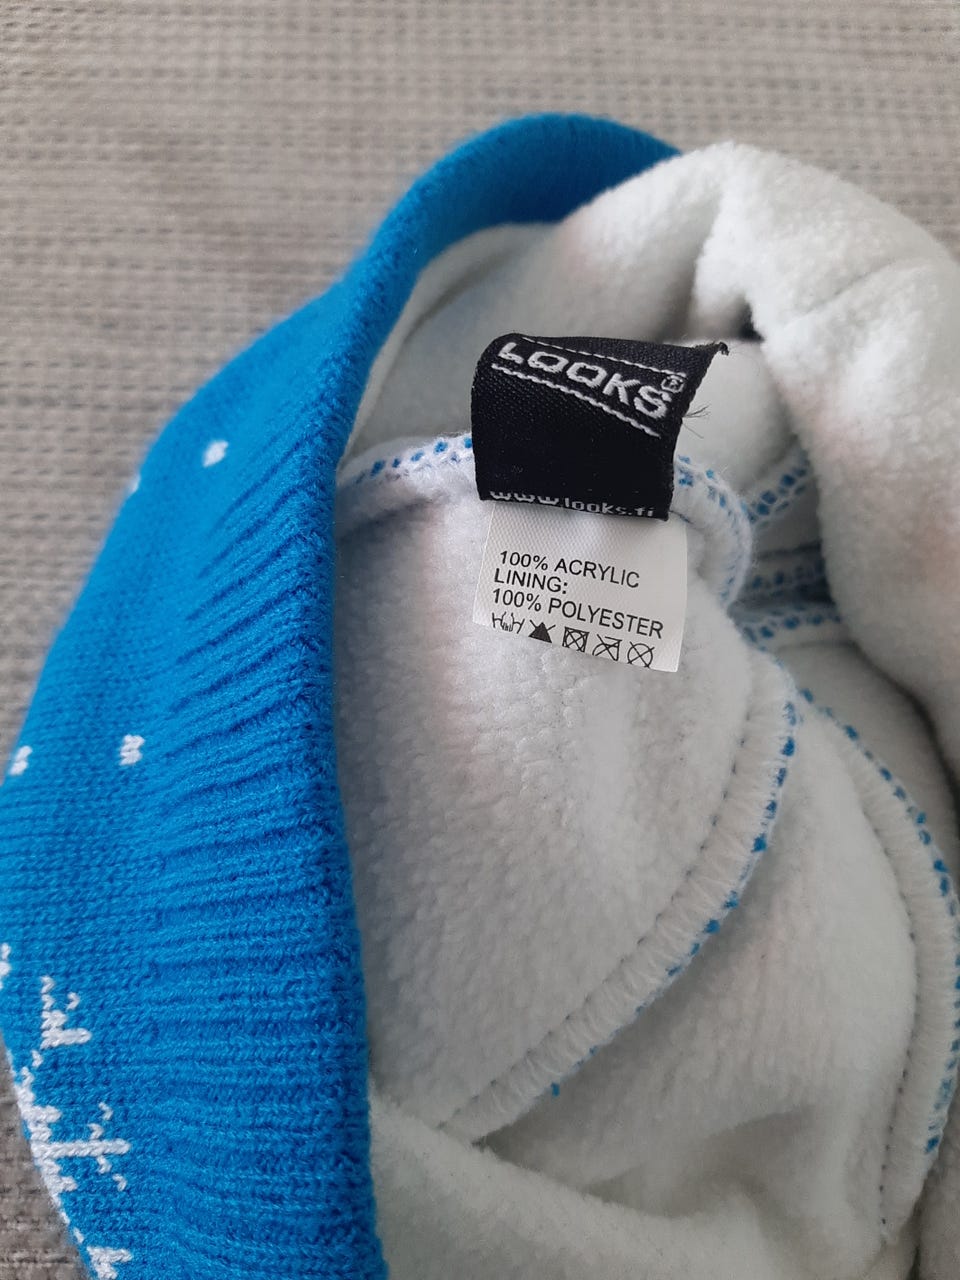 LOOKS®
www.looks.fi
100% ACRYLIC
LINING:
100% POLYESTER